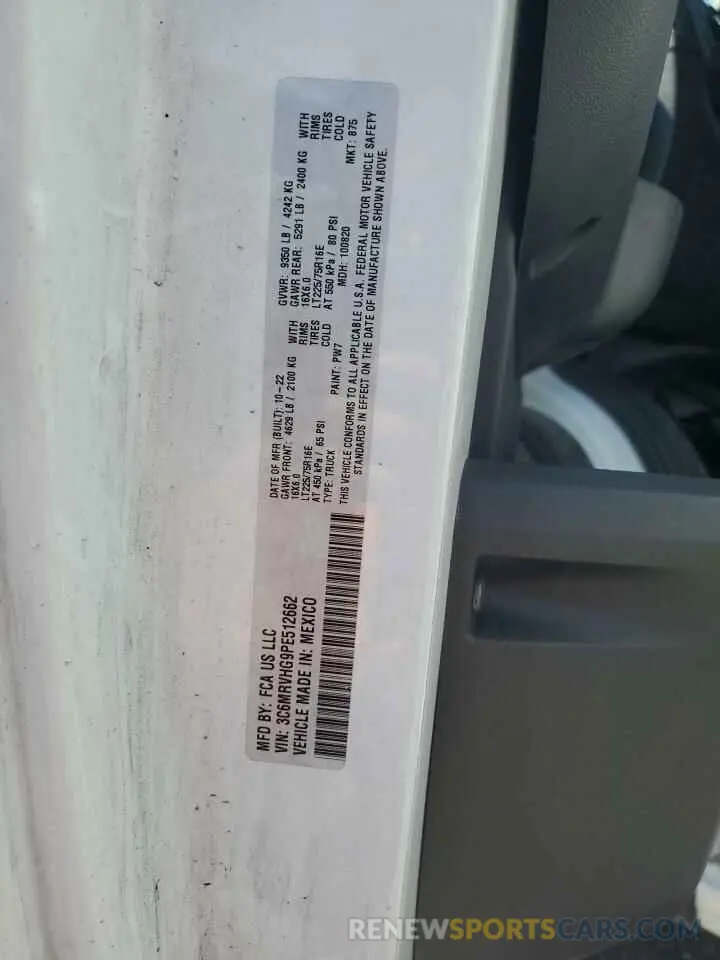 MFD BY: FCA US LLC
VIN: 3C6MRVHG9PE512662
VEHICLE MADE IN: MEXICO
DATE OF MFR (BUILT): 10-22 GVWR: 9350 LB / 4242 KG
GAWR FRONT: 4629 LB / 2100 KG WITH GAWR REAR: 5291 LB / 2400 KG WITH
16X6.0 RIMS 16X6.0 RIMS
LT225/75R16E TIRES LT225/75R16E TIRES
AT 450 kPa / 65 PSI COLD AT 550 kPa / 80 PSI COLD
TYPE: TRUCK PAINT: PW7 MDH: 100820 MKT: 875
THIS VEHICLE CONFORMS TO ALL APPLICABLE U.S.A. FEDERAL MOTOR VEHICLE SAFETY
STANDARDS IN EFFECT ON THE DATE OF MANUFACTURE SHOWN ABOVE.
RENEWSPORTSCARS.COM